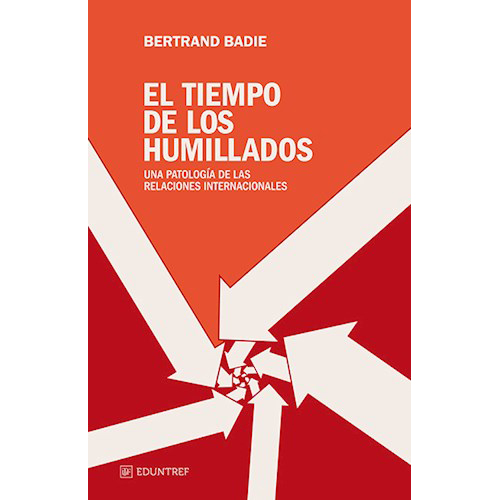 BERTRAND BADIE
EL TIEMPO
DE LOS
HUMILLADOS
UNA PATOLOGÍA DE LAS
RELACIONES INTERNACIONALES
EDUNTREF